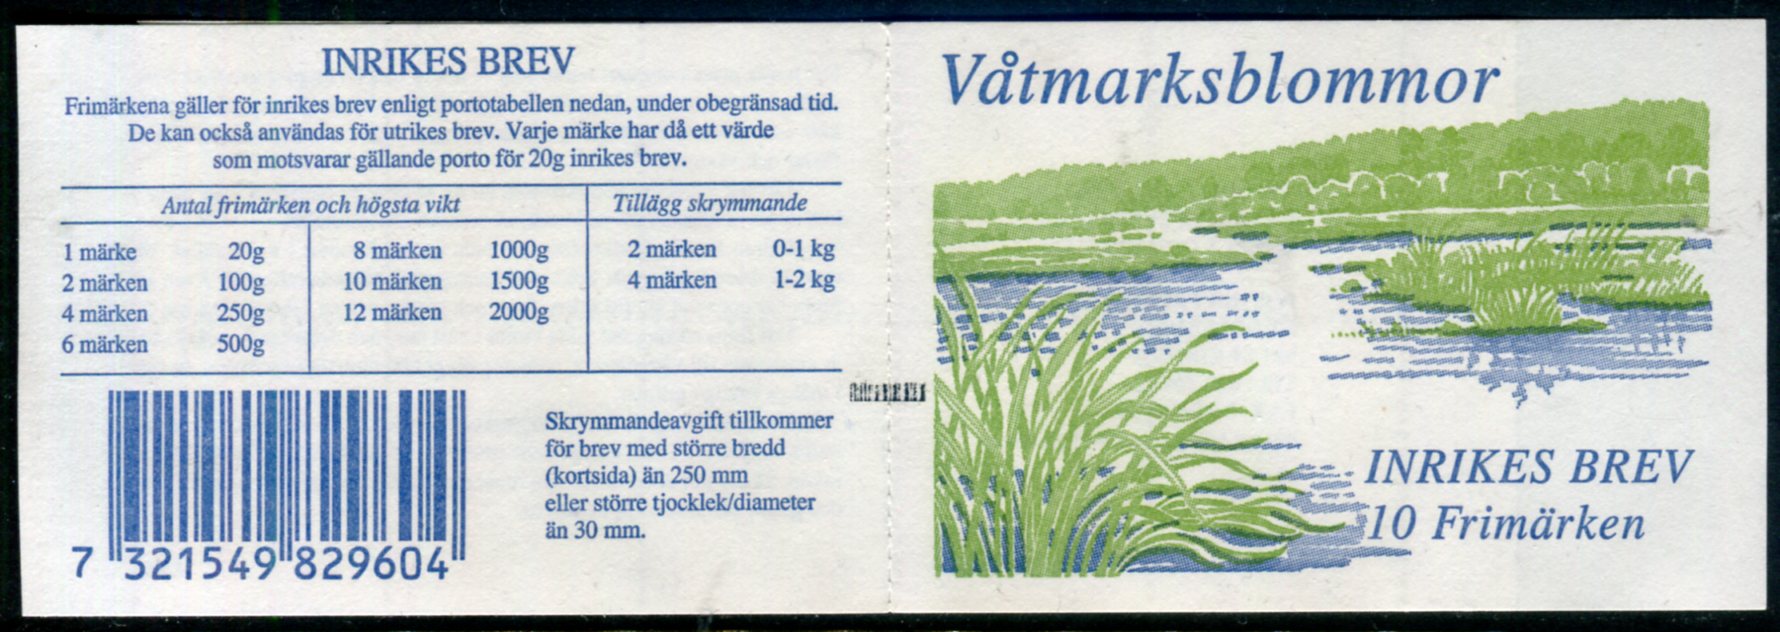 INRIKES BREV
Frimärkena gäller för inrikes brev enligt portotabellen nedan, under obegränsad tid.
De kan också användas för utrikes brev. Varje märke har då ett värde
som motsvarar gällande porto för 20g inrikes brev.
Antal frimärken och högsta vikt Tillägg skrymmande
1 märke 20g 8 märken 1000g 2 märken 0-1 kg
2 märken 100g 10 märken 1500g 4 märken 1-2 kg
4 märken 250g 12 märken 2000g
6 märken 500g
Skrymmandeavgift tillkommer
för brev med större bredd
(kortsida) än 250 mm
eller större tjocklek/diameter
än 30 mm.
7 321549 829604
Våtmarksblommor
INRIKES BREV
10 Frimärken